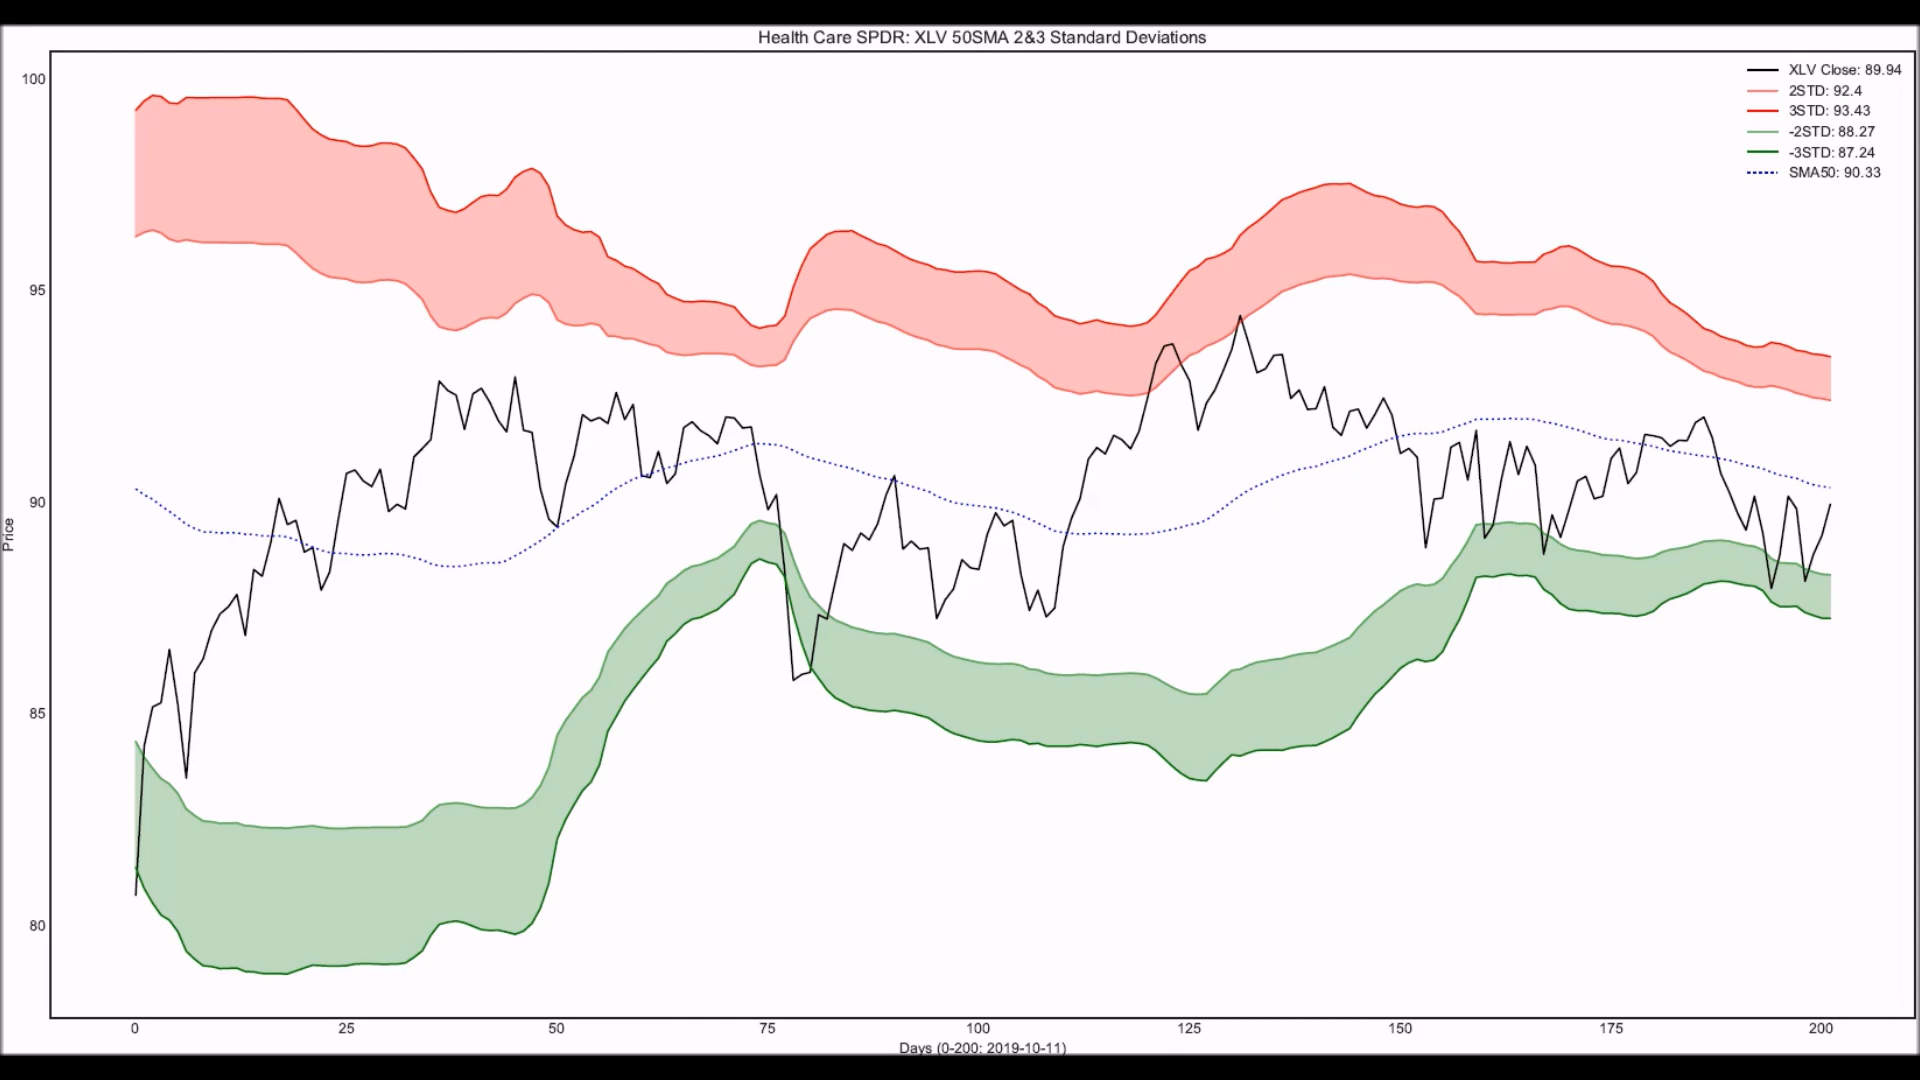 Health Care SPDR: XLV 50SMA 2&3 Standard Deviations
XLV Close: 89.94
2STD: 92.4
3STD: 93.43
-2STD: 88.27
-3STD: 87.24
SMA50: 90.33
100
95
90
85
80
Price
0 25 50 75 100 125 150 175 200
Days (0-200: 2019-10-11)